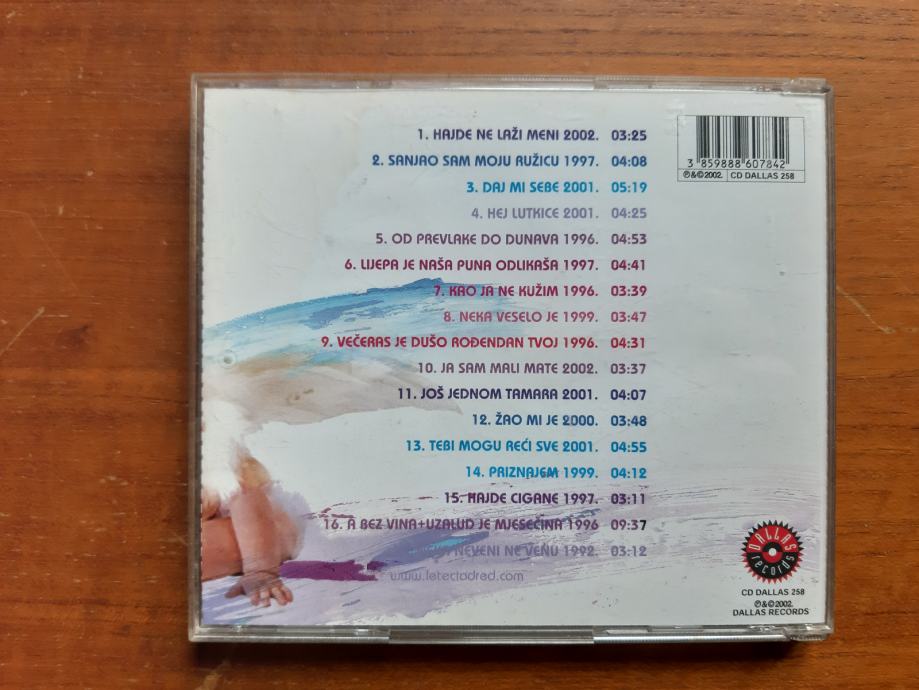 1. HAJDE NE LAŽI MENI 2002. 03:25
2. SANJAO SAM MOJU RUŽICU 1997. 04:08
3. DAJ MI SEBE 2001. 05:19
4. HEJ LUTKICE 2001. 04:25
5. OD PREVLAKE DO DUNAVA 1996. 04:53
6. LIJEPA JE NAŠA PUNA ODLIKAŠA 1997. 04:41
7. KAO JA NE KUŽIM 1996. 03:39
8. NEKA VESELO JE 1999. 03:47
9. VEČERAS JE DUŠO ROĐENDAN TVOJ 1996. 04:31
10. JA SAM MALI MATE 2002. 03:37
11. JOŠ JEDNOM TAMARA 2001. 04:07
12. ŽAO MI JE 2000. 03:48
13. TEBI MOGU REĆI SVE 2001. 04:55
14. PRIZNAJEM 1999. 04:12
15. HAJDE CIGANE 1997. 03:11
16. A BEZ VINA+UZALUD JE MJESEČINA 1996 09:37
NEVENI NE VENU 1992. 03:12
www.leteciodred.com
3 859888 607842
℗&©2002. CD DALLAS 258
DALLAS
records
CD DALLAS 258
℗&©2002.
DALLAS RECORDS